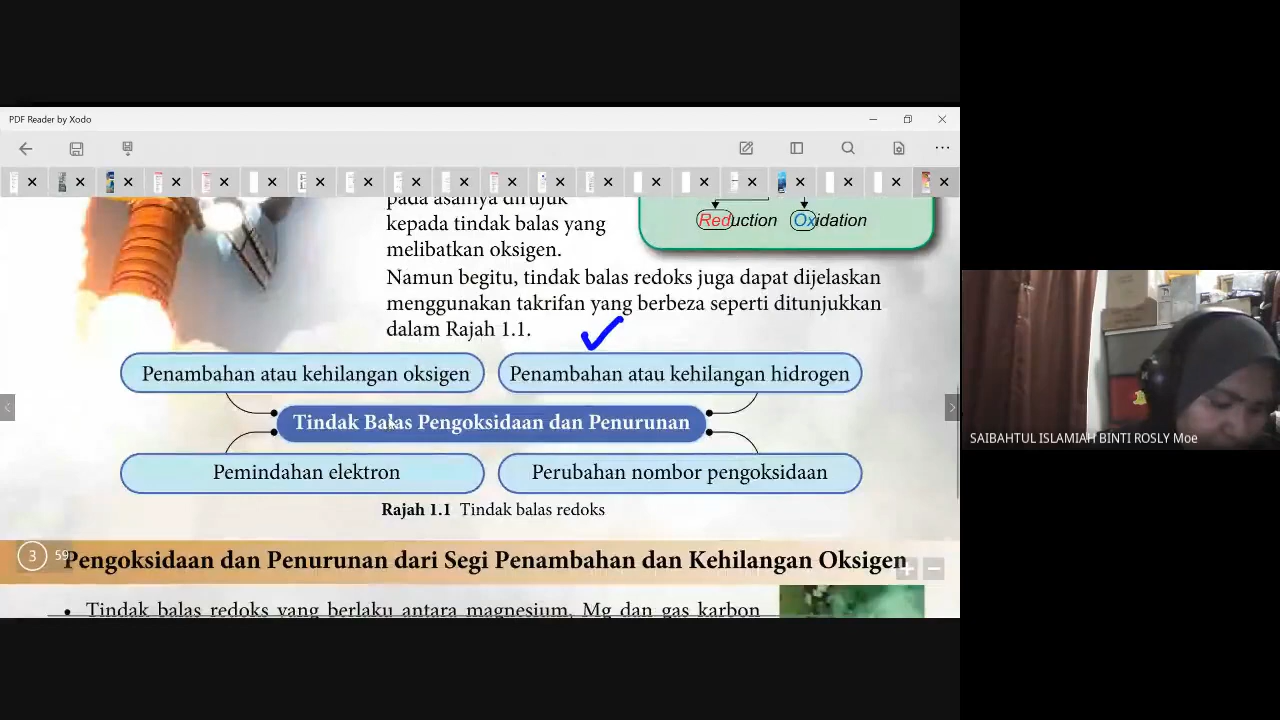 PDF Reader by Xodo
pada asalnya dirujuk
kepada tindak balas yang
melibatkan oksigen.
Reduction Oxidation
Namun begitu, tindak balas redoks juga dapat dijelaskan
menggunakan takrifan yang berbeza seperti ditunjukkan
dalam Rajah 1.1.
Penambahan atau kehilangan oksigen
Penambahan atau kehilangan hidrogen
Tindak Balas Pengoksidaan dan Penurunan
Pemindahan elektron
Perubahan nombor pengoksidaan
Rajah 1.1 Tindak balas redoks
3 59
Pengoksidaan dan Penurunan dari Segi Penambahan dan Kehilangan Oksigen
• Tindak balas redoks yang berlaku antara magnesium, Mg dan gas karbon
SAIBAHTUL ISLAMIAH BINTI ROSLY Moe